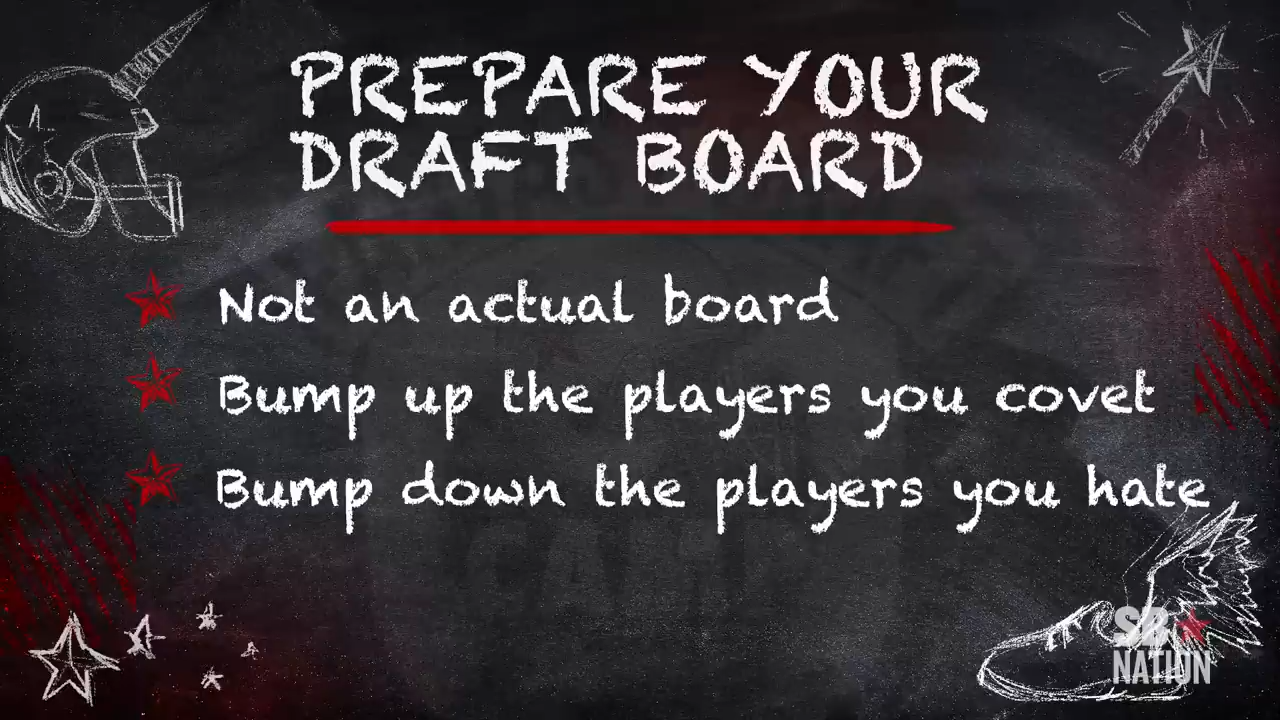 PREPARE YOUR
DRAFT BOARD
Not an actual board
Bump up the players you covet
Bump down the players you hate
SB NATION